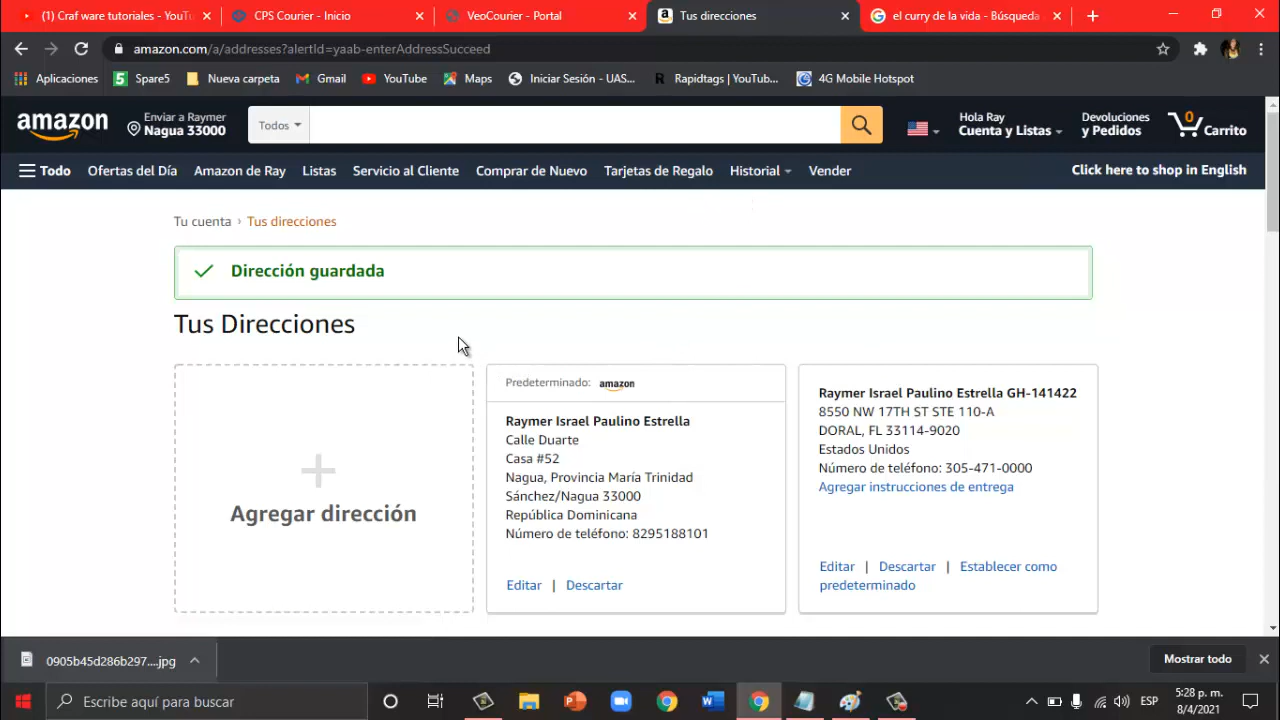 (1) Craf ware tutoriales - YouTu
CPS Courier - Inicio
VeoCourier - Portal
Tus direcciones
el curry de la vida - Búsqueda
amazon.com/a/addresses?alertId=yaab-enterAddressSucceed
Aplicaciones
Spare5
Nueva carpeta
Gmail
YouTube
Maps
Iniciar Sesión - UAS...
Rapidtags | YouTub...
4G Mobile Hotspot
amazon
Enviar a Raymer
Nagua 33000
Todos
Hola Ray
Cuenta y Listas
Devoluciones
y Pedidos
0
Carrito
Todo
Ofertas del Día
Amazon de Ray
Listas
Servicio al Cliente
Comprar de Nuevo
Tarjetas de Regalo
Historial
Vender
Click here to shop in English
Tu cuenta › Tus direcciones
Dirección guardada
Tus Direcciones
Agregar dirección
Predeterminado: amazon
Raymer Israel Paulino Estrella
Calle Duarte
Casa #52
Nagua, Provincia María Trinidad
Sánchez/Nagua 33000
República Dominicana
Número de teléfono: 8295188101
Editar | Descartar
Raymer Israel Paulino Estrella GH-141422
8550 NW 17TH ST STE 110-A
DORAL, FL 33114-9020
Estados Unidos
Número de teléfono: 305-471-0000
Agregar instrucciones de entrega
Editar | Descartar | Establecer como
predeterminado
0905b45d286b297....jpg
Mostrar todo
Escribe aquí para buscar
ESP
5:28 p. m.
8/4/2021